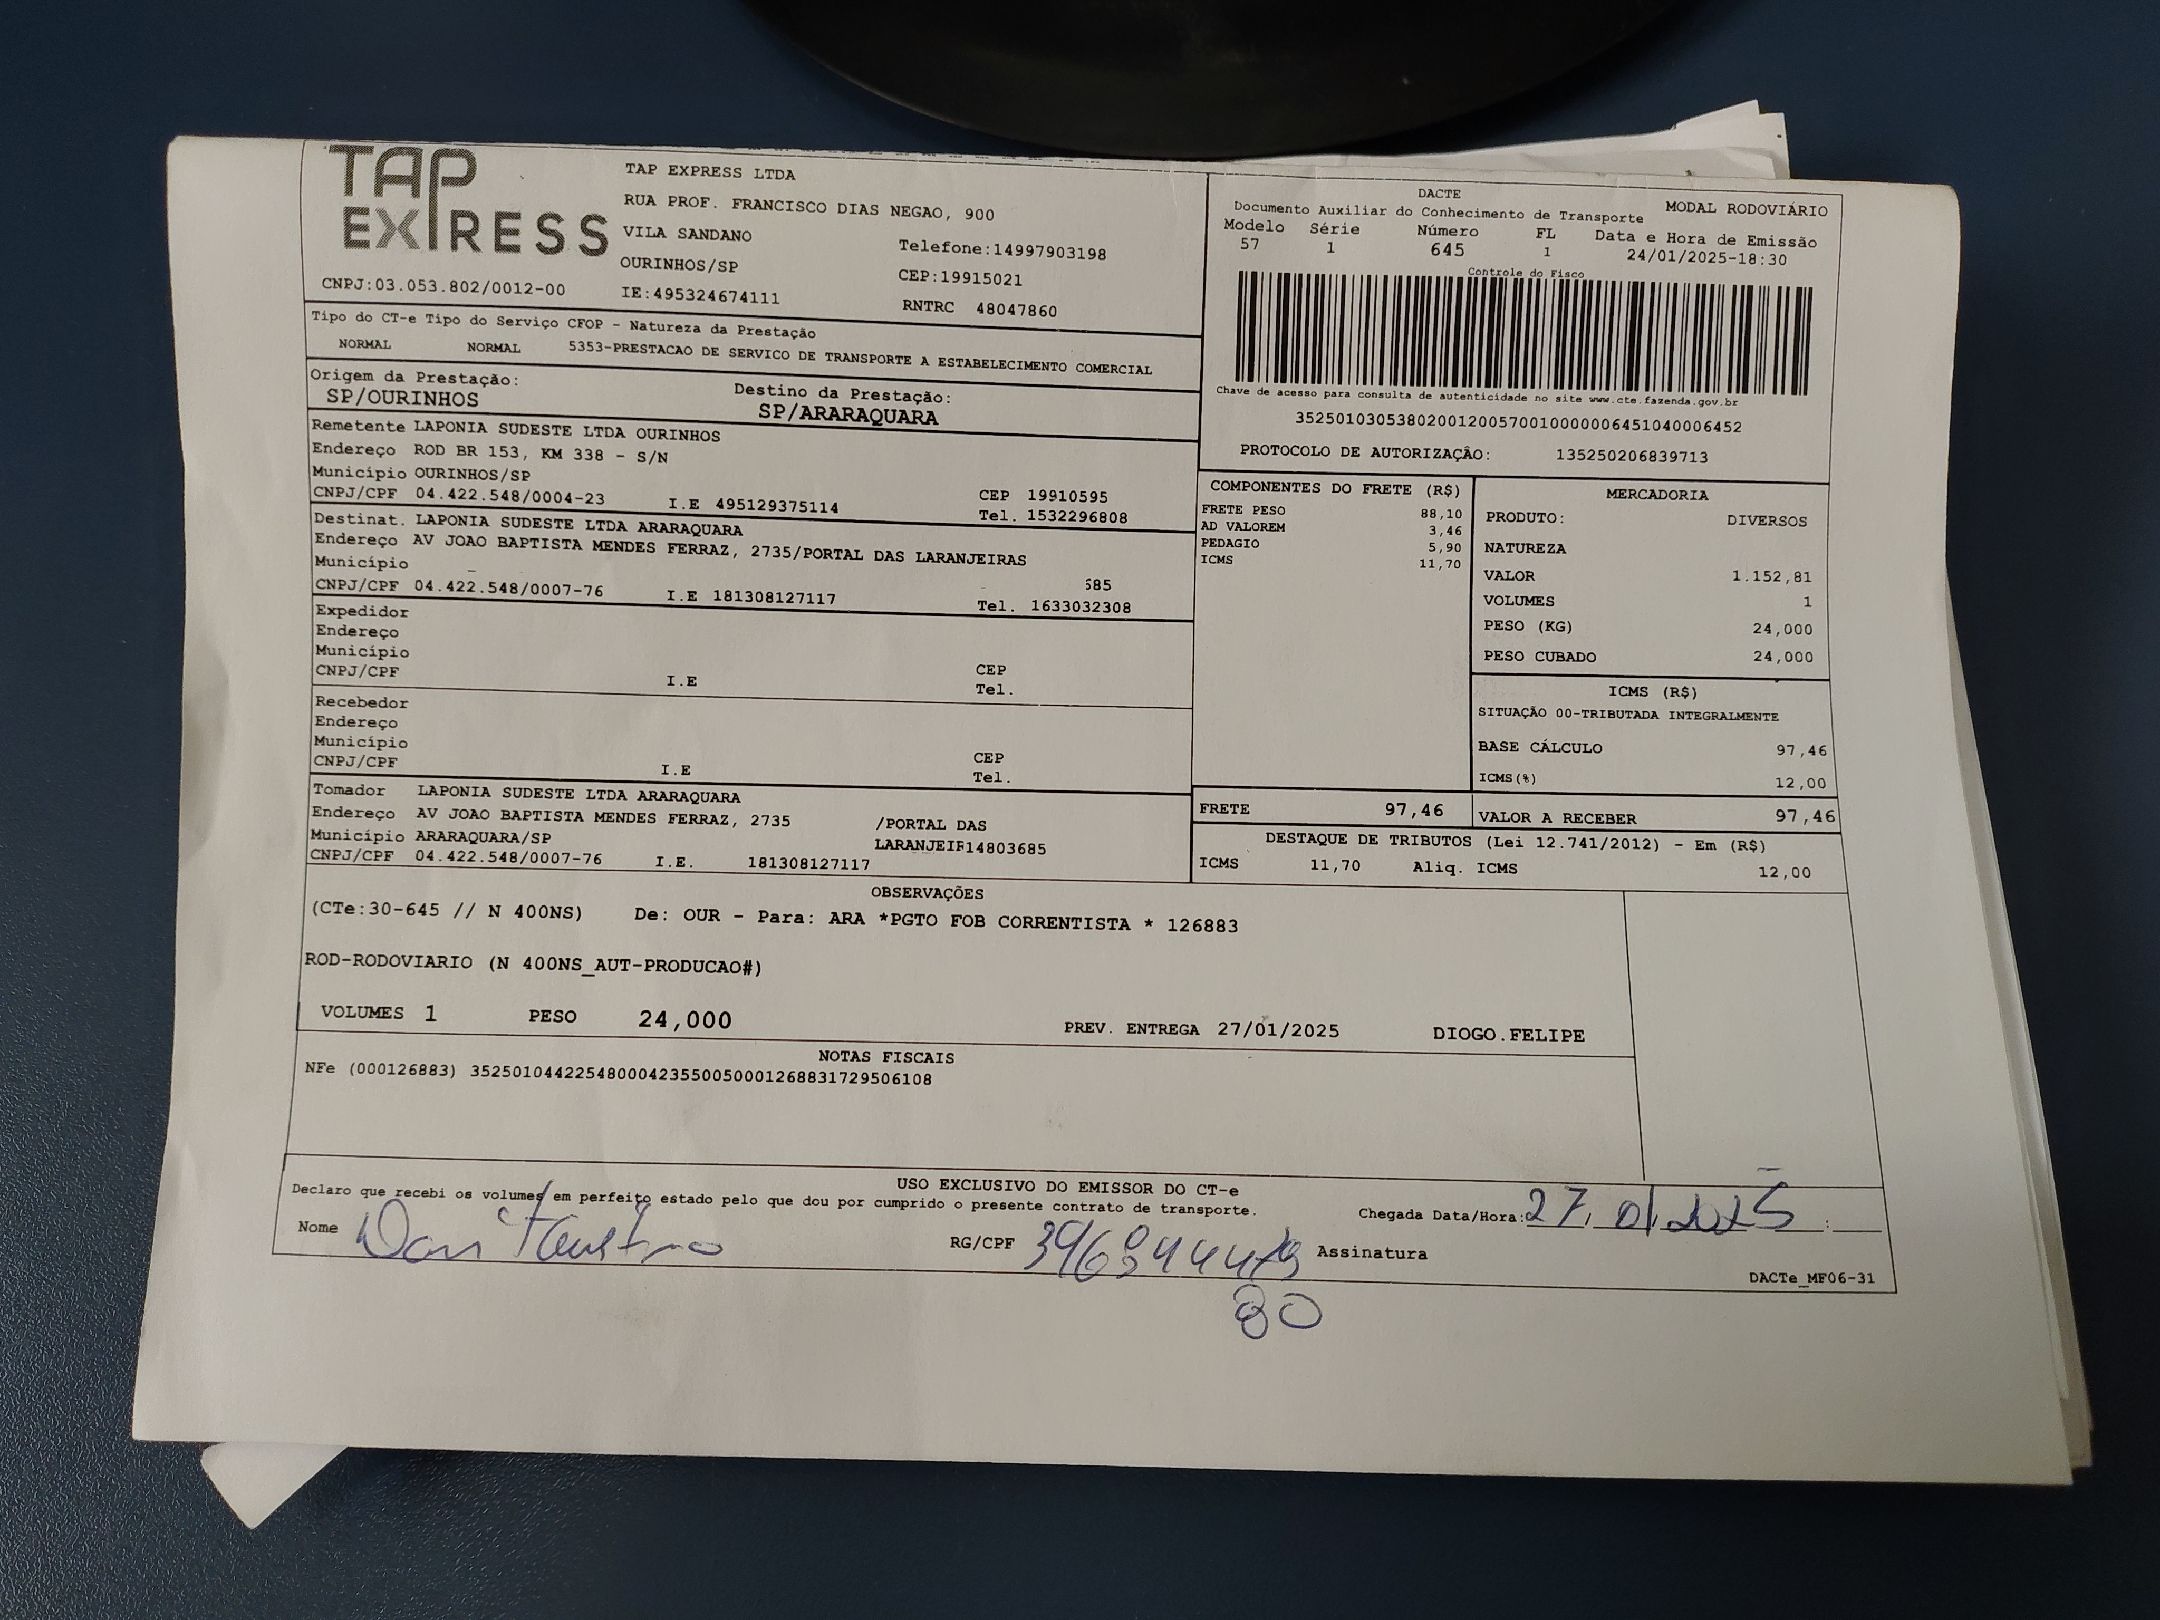 TAP
EXPRESS
CNPJ:03.053.802/0012-00
TAP EXPRESS LTDA
RUA PROF. FRANCISCO DIAS NEGAO, 900
VILA SANDANO
Telefone:14997903198
OURINHOS/SP
CEP:19915021
IE:495324674111
RNTRC 48047860
DACTE
Documento Auxiliar do Conhecimento de Transporte
MODAL RODOVIÁRIO
Modelo Série Número FL Data e Hora de Emissão
57 1 645 1 24/01/2025-18:30
Controle do Fisco
Chave de acesso para consulta de autenticidade no site www.cte.fazenda.gov.br
35250103053802001200570010000006451040006452
PROTOCOLO DE AUTORIZAÇÃO: 135250206839713
Tipo do CT-e Tipo do Serviço CFOP - Natureza da Prestação
NORMAL NORMAL 5353-PRESTACAO DE SERVICO DE TRANSPORTE A ESTABELECIMENTO COMERCIAL
Origem da Prestação: Destino da Prestação:
SP/OURINHOS SP/ARARAQUARA
Remetente LAPONIA SUDESTE LTDA OURINHOS
Endereço ROD BR 153, KM 338 - S/N
Município OURINHOS/SP CEP 19910595
CNPJ/CPF 04.422.548/0004-23 I.E 495129375114 Tel. 1532296808
Destinat. LAPONIA SUDESTE LTDA ARARAQUARA
Endereço AV JOAO BAPTISTA MENDES FERRAZ, 2735/PORTAL DAS LARANJEIRAS
Município 685
CNPJ/CPF 04.422.548/0007-76 I.E 181308127117 Tel. 1633032308
Expedidor
Endereço
Município CEP
CNPJ/CPF I.E Tel.
Recebedor
Endereço
Município CEP
CNPJ/CPF I.E Tel.
Tomador LAPONIA SUDESTE LTDA ARARAQUARA
Endereço AV JOAO BAPTISTA MENDES FERRAZ, 2735 /PORTAL DAS
Município ARARAQUARA/SP LARANJEIR14803685
CNPJ/CPF 04.422.548/0007-76 I.E. 181308127117
COMPONENTES DO FRETE (R$)
FRETE PESO 88,10
AD VALOREM 3,46
PEDAGIO 5,90
ICMS 11,70
MERCADORIA
PRODUTO: DIVERSOS
NATUREZA
VALOR 1.152,81
VOLUMES 1
PESO (KG) 24,000
PESO CUBADO 24,000
ICMS (R$)
SITUAÇÃO 00-TRIBUTADA INTEGRALMENTE
BASE CÁLCULO 97,46
ICMS(%) 12,00
FRETE 97,46 VALOR A RECEBER 97,46
DESTAQUE DE TRIBUTOS (Lei 12.741/2012) - Em (R$)
ICMS 11,70 Aliq. ICMS 12,00
OBSERVAÇÕES
(CTe:30-645 // N 400NS) De: OUR - Para: ARA *PGTO FOB CORRENTISTA * 126883
ROD-RODOVIARIO (N 400NS_AUT-PRODUCAO#)
VOLUMES 1 PESO 24,000 PREV. ENTREGA 27/01/2025 DIOGO.FELIPE
NOTAS FISCAIS
NFe (000126883) 35250104422548000423550050001268831729506108
USO EXCLUSIVO DO EMISSOR DO CT-e
Declaro que recebi os volumes em perfeito estado pelo que dou por cumprido o presente contrato de transporte.
Chegada Data/Hora: 27/01/2025
Nome RG/CPF Assinatura
80
DACTe_MF06-31